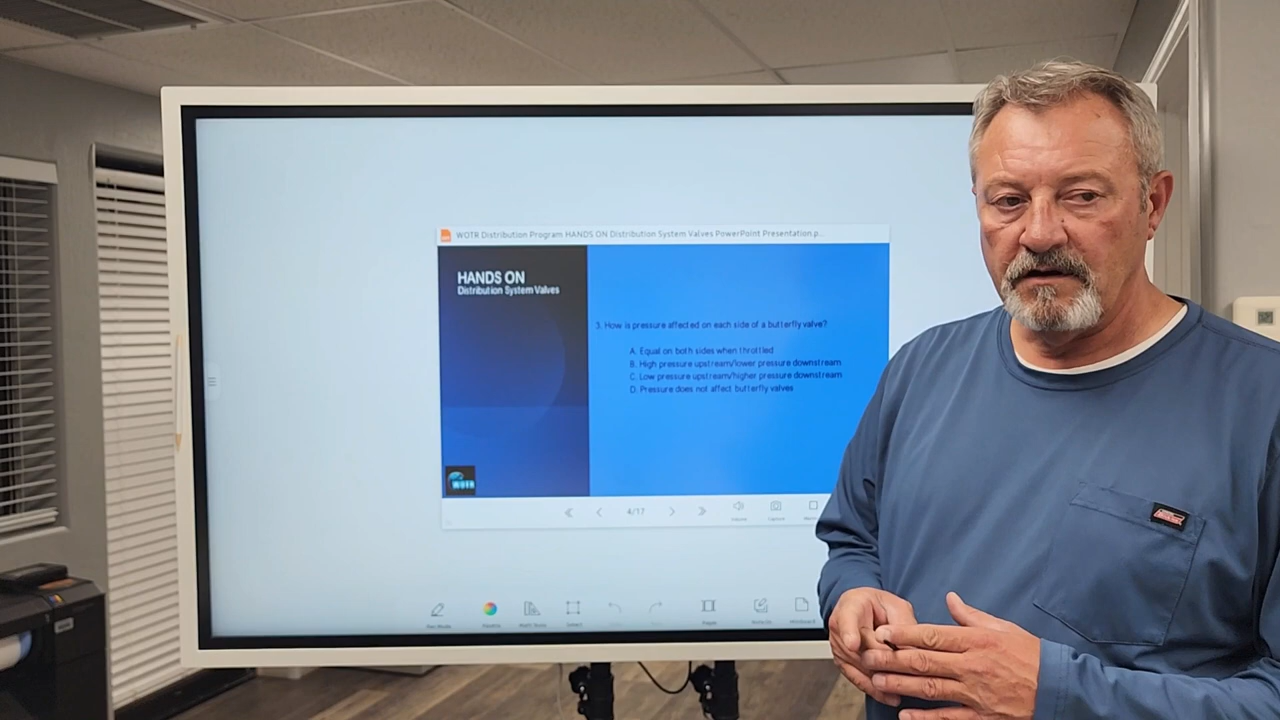 WOTR Distribution Program HANDS ON Distribution System Valves PowerPoint Presentation.p...
HANDS ON
Distribution System Valves
3. How is pressure affected on each side of a butterfly valve?
A. Equal on both sides when throttled
B. High pressure upstream/lower pressure downstream
C. Low pressure upstream/higher pressure downstream
D. Pressure does not affect butterfly valves
WOTR
4/17
Capture
Select